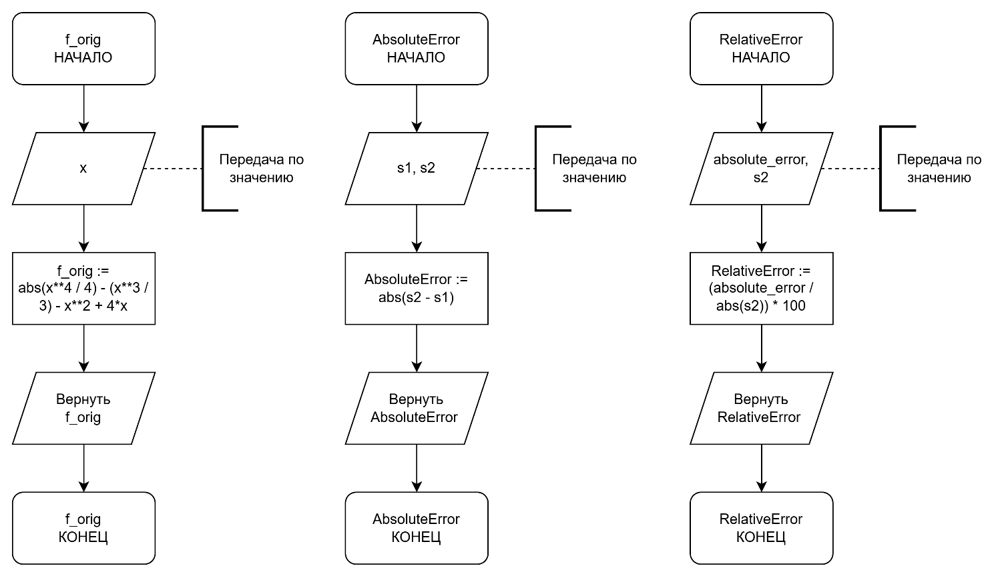 f_orig
НАЧАЛО
x
Передача по
значению
f_orig :=
abs(x**4 / 4) - (x**3 /
3) - x**2 + 4*x
Вернуть
f_orig
f_orig
КОНЕЦ
AbsoluteError
НАЧАЛО
s1, s2
Передача по
значению
AbsoluteError :=
abs(s2 - s1)
Вернуть
AbsoluteError
AbsoluteError
КОНЕЦ
RelativeError
НАЧАЛО
absolute_error,
s2
Передача по
значению
RelativeError :=
(absolute_error /
abs(s2)) * 100
Вернуть
RelativeError
RelativeError
КОНЕЦ